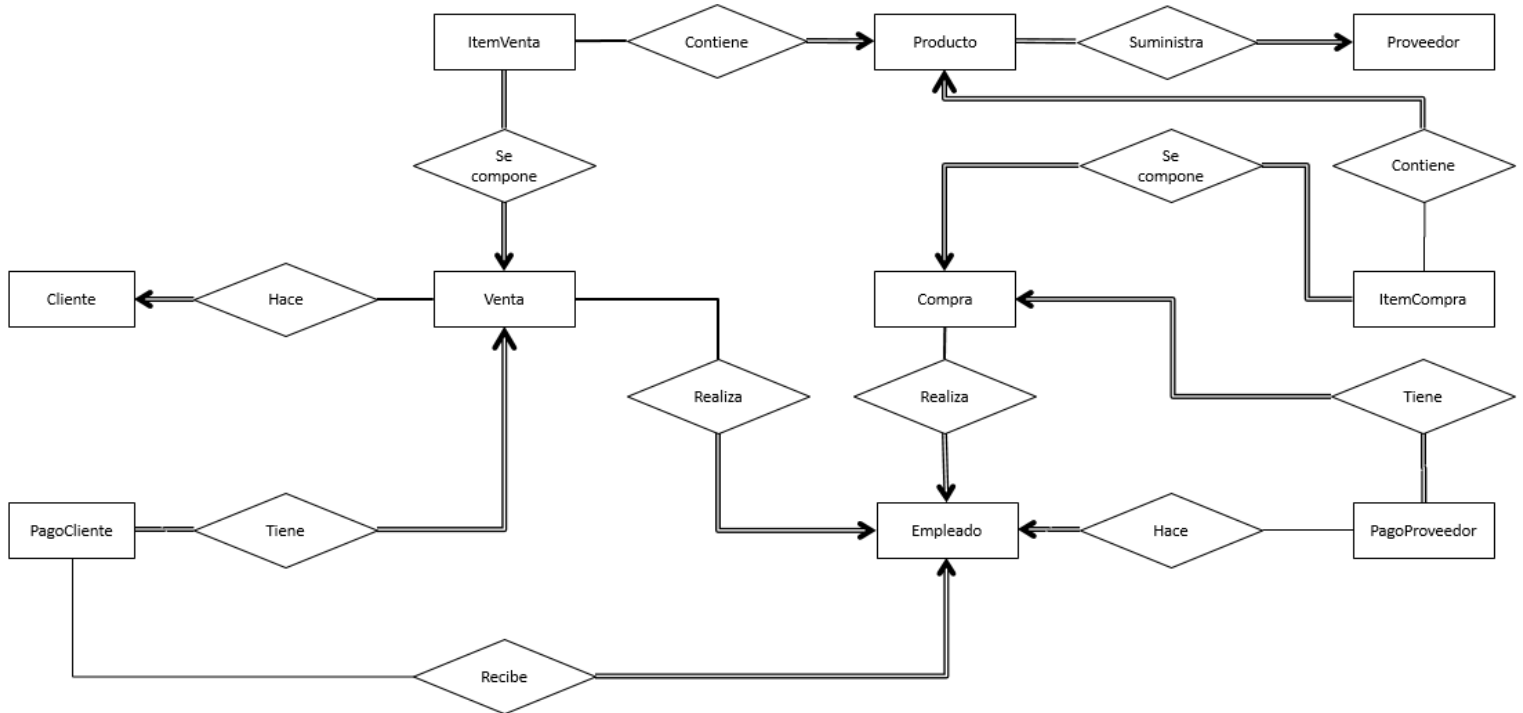 ItemVenta
Contiene
Producto
Suministra
Proveedor
Se
compone
Se
compone
Contiene
Cliente
Hace
Venta
Compra
ItemCompra
Realiza
Realiza
Tiene
PagoCliente
Tiene
Empleado
Hace
PagoProveedor
Recibe